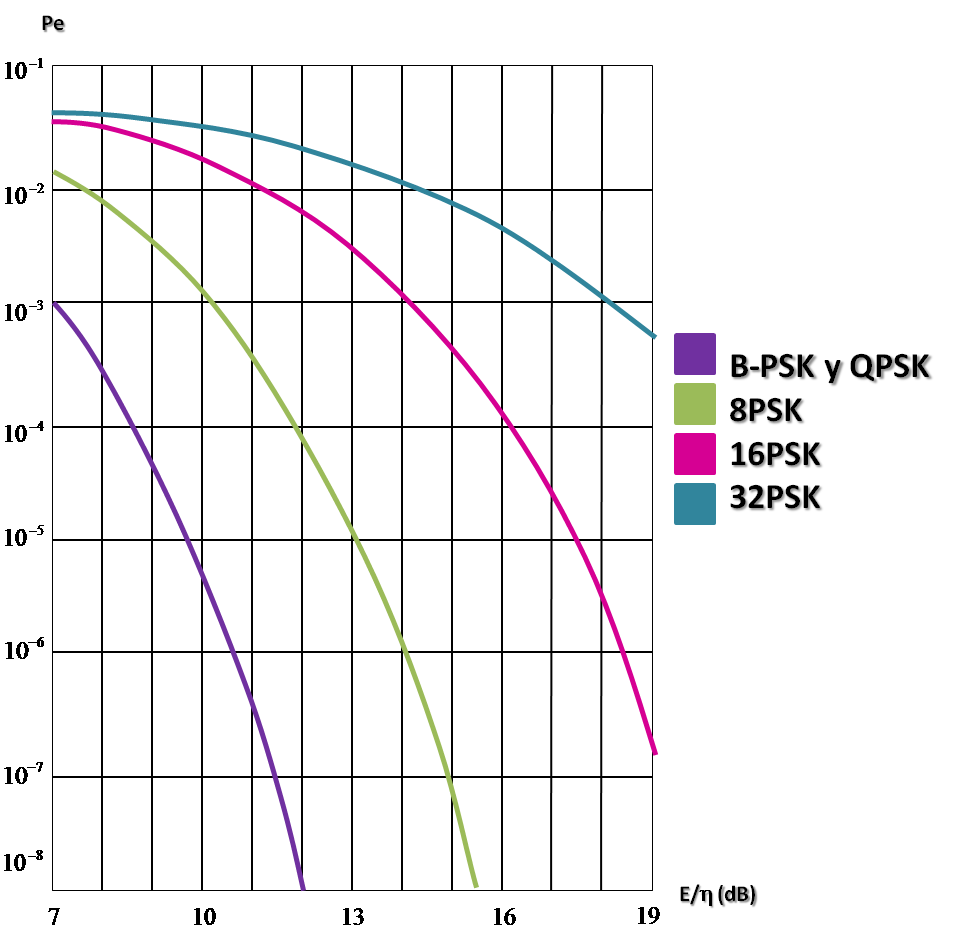 Pe
10⁻¹
10⁻²
10⁻³
10⁻⁴
10⁻⁵
10⁻⁶
10⁻⁷
10⁻⁸
7 10 13 16 19
E/η (dB)
B-PSK y QPSK
8PSK
16PSK
32PSK